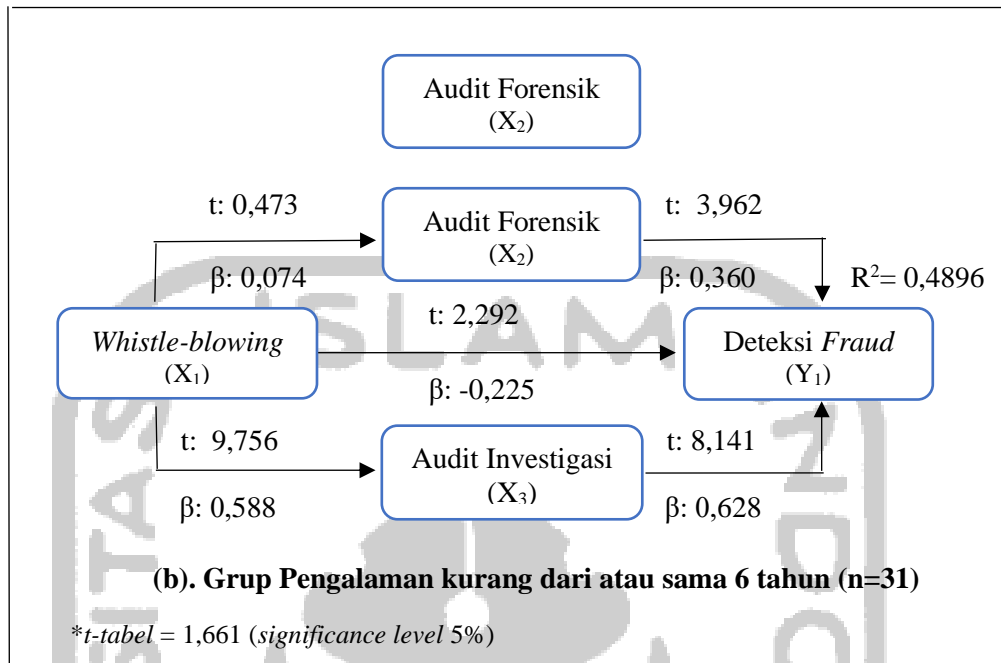 Audit Forensik
(X₂)
t: 0,473
Audit Forensik
(X₂)
t: 3,962
β: 0,074
β: 0,360
R²= 0,4896
t: 2,292
Whistle-blowing
(X₁)
Deteksi Fraud
(Y₁)
β: -0,225
t: 9,756
Audit Investigasi
(X₃)
t: 8,141
β: 0,588
β: 0,628
(b). Grup Pengalaman kurang dari atau sama 6 tahun (n=31)
*t-tabel = 1,661 (significance level 5%)
ISLAM
SITAS